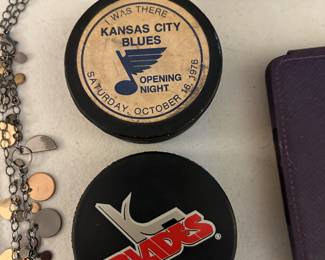 I WAS THERE
KANSAS CITY
BLUES
OPENING
NIGHT
SATURDAY, OCTOBER 16, 1976
BLADES®